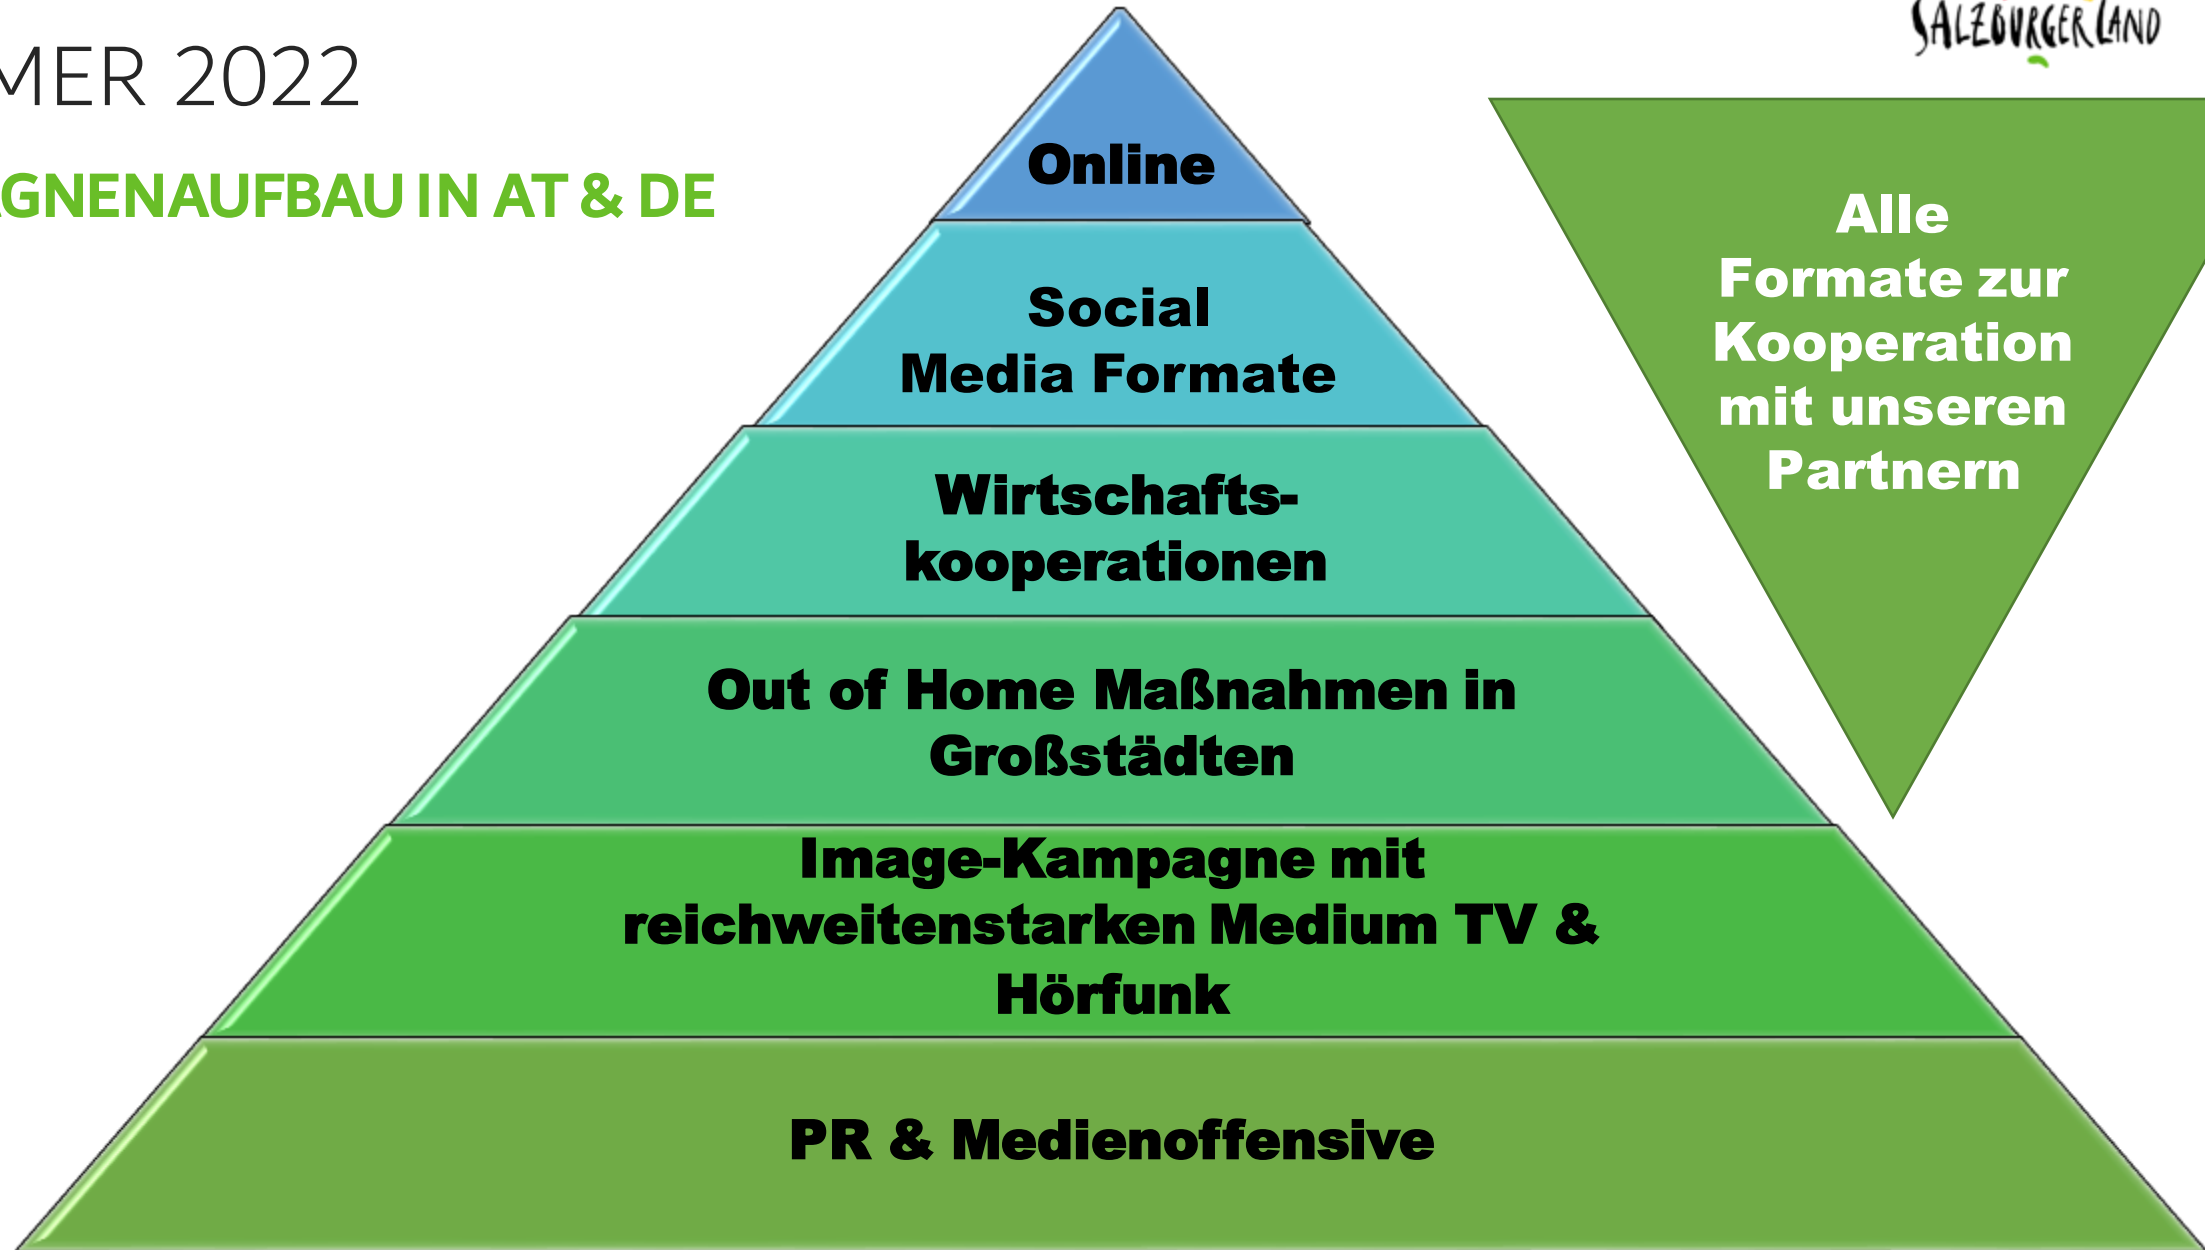 MER 2022
AGNENAUFBAU IN AT & DE
SALZBURGERLAND
Online
Social
Media Formate
Wirtschafts-
kooperationen
Out of Home Maßnahmen in
Großstädten
Image-Kampagne mit
reichweitenstarken Medium TV &
Hörfunk
PR & Medienoffensive
Alle
Formate zur
Kooperation
mit unseren
Partnern